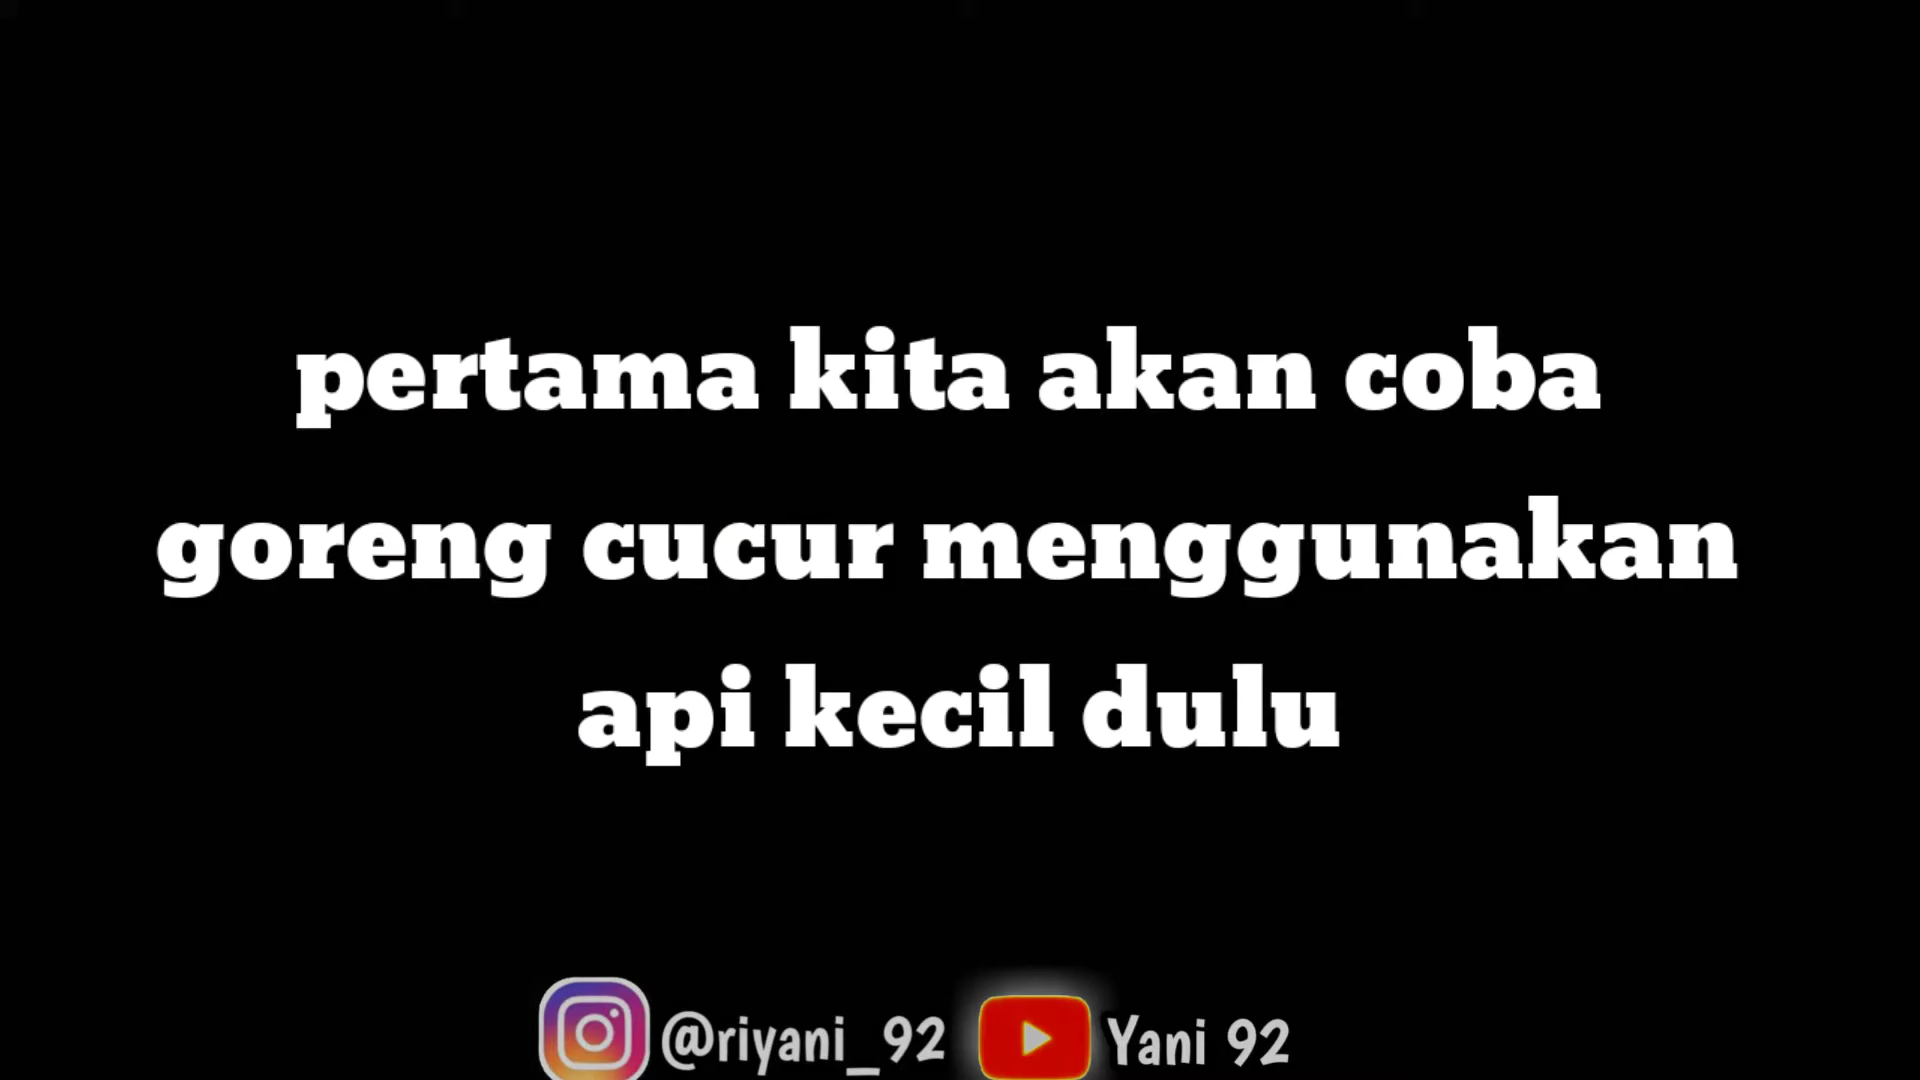 pertama kita akan coba
goreng cucur menggunakan
api kecil dulu
@riyani_92 Yani 92